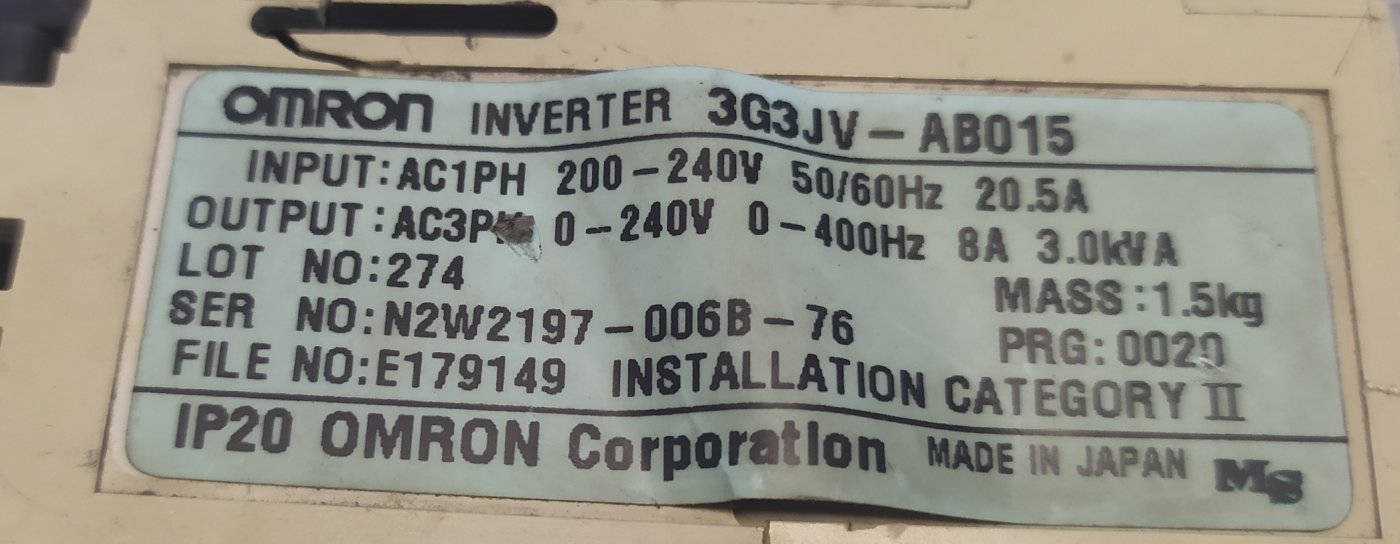 OMRON INVERTER 3G3JV-AB015
INPUT:AC1PH 200-240V 50/60Hz 20.5A
OUTPUT:AC3PH 0-240V 0-400Hz 8A 3.0kVA
LOT NO:274 MASS:1.5kg
SER NO:N2W2197-006B-76 PRG:0020
FILE NO:E179149 INSTALLATION CATEGORY II
IP20 OMRON Corporation MADE IN JAPAN MS